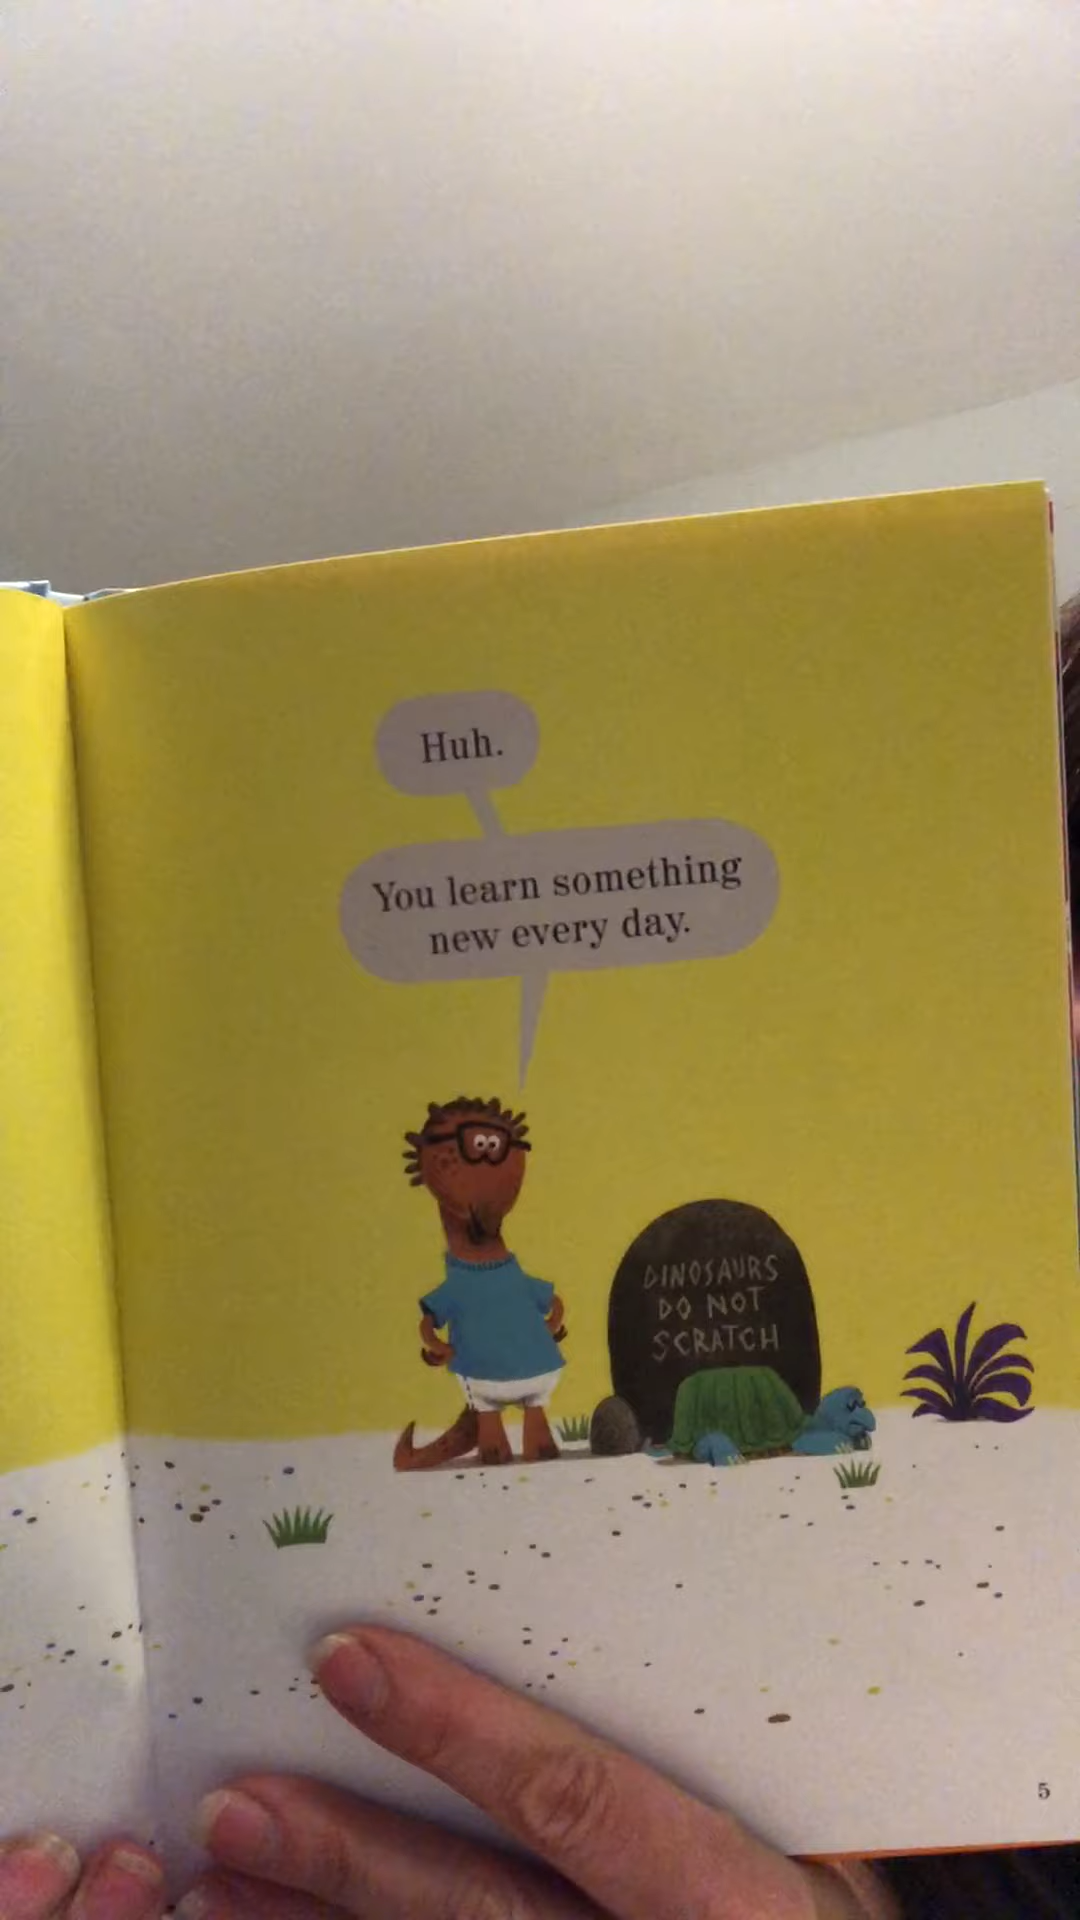 Huh.
You learn something
new every day.
DINOSAURS
DO NOT
SCRATCH
5